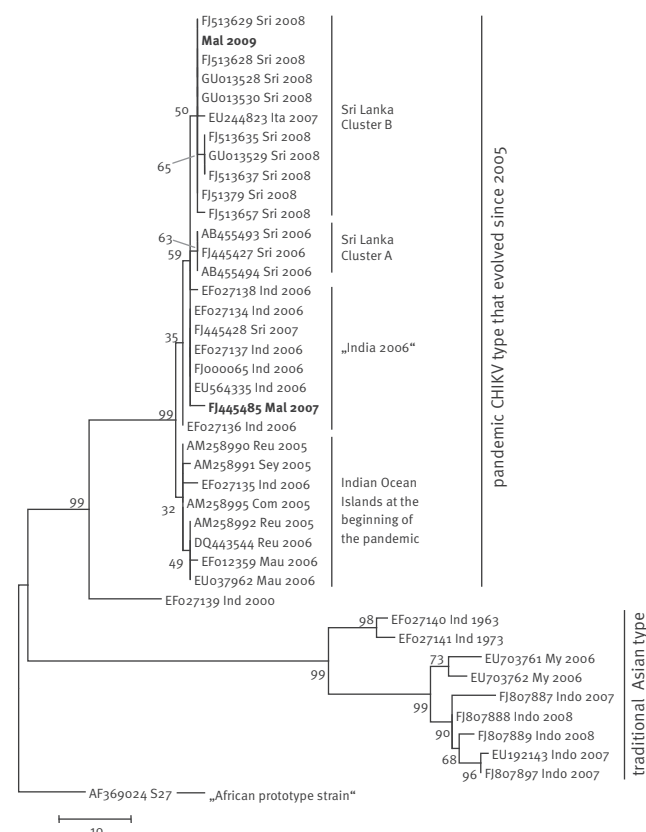 FJ513629 Sri 2008
Mal 2009
FJ513628 Sri 2008
GU013528 Sri 2008
GU013530 Sri 2008
50
EU244823 Ita 2007
FJ513635 Sri 2008
GU013529 Sri 2008
65
FJ513637 Sri 2008
FJ51379 Sri 2008
FJ513657 Sri 2008
Sri Lanka
Cluster B
63
AB455493 Sri 2006
59
FJ445427 Sri 2006
AB455494 Sri 2006
Sri Lanka
Cluster A
EF027138 Ind 2006
EF027134 Ind 2006
FJ445428 Sri 2007
35
EF027137 Ind 2006
FJ000065 Ind 2006
EU564335 Ind 2006
FJ445485 Mal 2007
99
EF027136 Ind 2006
„India 2006“
AM258990 Reu 2005
AM258991 Sey 2005
EF027135 Ind 2006
32
AM258995 Com 2005
AM258992 Reu 2005
DQ443544 Reu 2006
49
EF012359 Mau 2006
EU037962 Mau 2006
Indian Ocean
Islands at the
beginning of
the pandemic
pandemic CHIKV type that evolved since 2005
99
EF027139 Ind 2000
98
EF027140 Ind 1963
EF027141 Ind 1973
99
73
EU703761 My 2006
EU703762 My 2006
99
FJ807887 Indo 2007
FJ807888 Indo 2008
90
FJ807889 Indo 2008
68
EU192143 Indo 2007
96
FJ807897 Indo 2007
traditional Asian type
AF369024 S27
„African prototype strain“
10